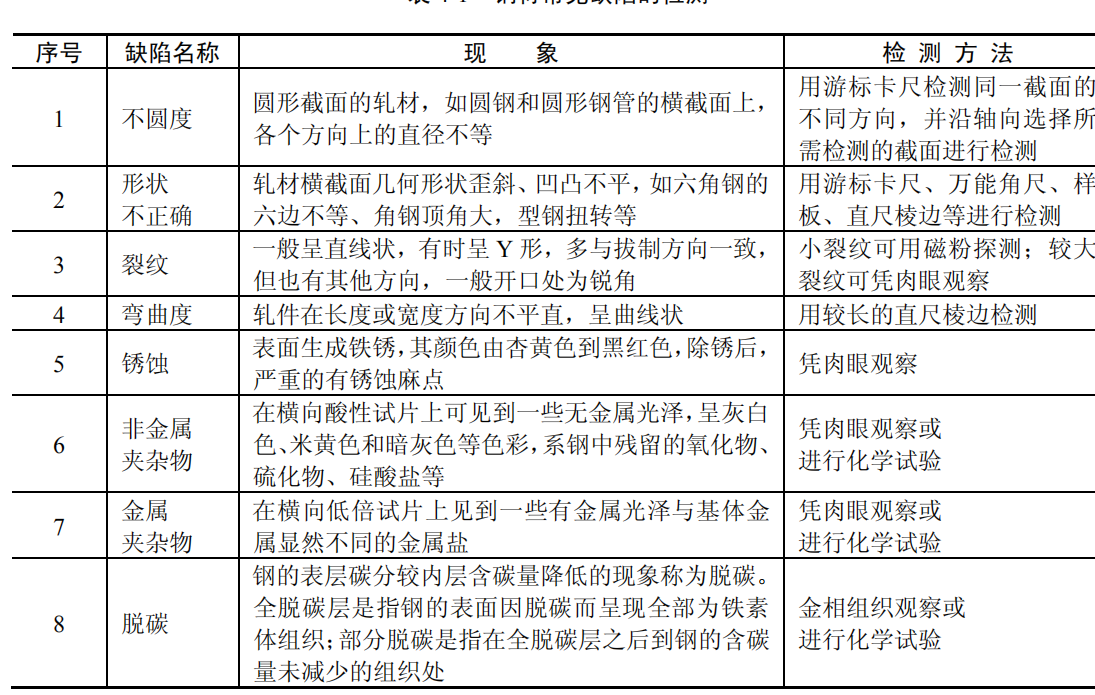 序号 缺陷名称 现 象 检 测 方 法
1 不圆度 圆形截面的轧材，如圆钢和圆形钢管的横截面上，
各个方向上的直径不等
用游标卡尺检测同一截面的
不同方向，并沿轴向选择所
需检测的截面进行检测
2 形状
不正确
轧材横截面几何形状歪斜、凹凸不平，如六角钢的
六边不等、角钢顶角大，型钢扭转等
用游标卡尺、万能角尺、样
板、直尺棱边等进行检测
3 裂纹 一般呈直线状，有时呈 Y 形，多与拔制方向一致，
但也有其他方向，一般开口处为锐角
小裂纹可用磁粉探测；较大
裂纹可凭肉眼观察
4 弯曲度 轧件在长度或宽度方向不平直，呈曲线状 用较长的直尺棱边检测
5 锈蚀 表面生成铁锈，其颜色由杏黄色到黑红色，除锈后，
严重的有锈蚀麻点
凭肉眼观察
6 非金属
夹杂物
在横向酸性试片上可见到一些无金属光泽，呈灰白
色、米黄色和暗灰色等色彩，系钢中残留的氧化物、
硫化物、硅酸盐等
凭肉眼观察或
进行化学试验
7 金属
夹杂物
在横向低倍试片上见到一些有金属光泽与基体金
属显然不同的金属盐
凭肉眼观察或
进行化学试验
8 脱碳 钢的表层碳分较内层含碳量降低的现象称为脱碳。
全脱碳层是指钢的表面因脱碳而呈现全部为铁素
体组织；部分脱碳是指在全脱碳层之后到钢的含碳
量未减少的组织处
金相组织观察或
进行化学试验